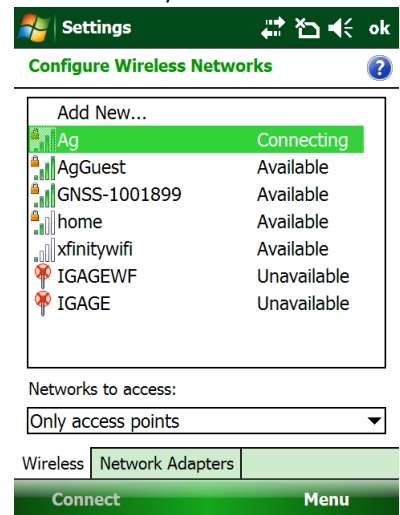 Settings ok
Configure Wireless Networks ?
Add New...
Ag Connecting
AgGuest Available
GNSS-1001899 Available
home Available
xfinitywifi Available
IGAGEWF Unavailable
IGAGE Unavailable
Networks to access:
Only access points
Wireless Network Adapters
Connect Menu